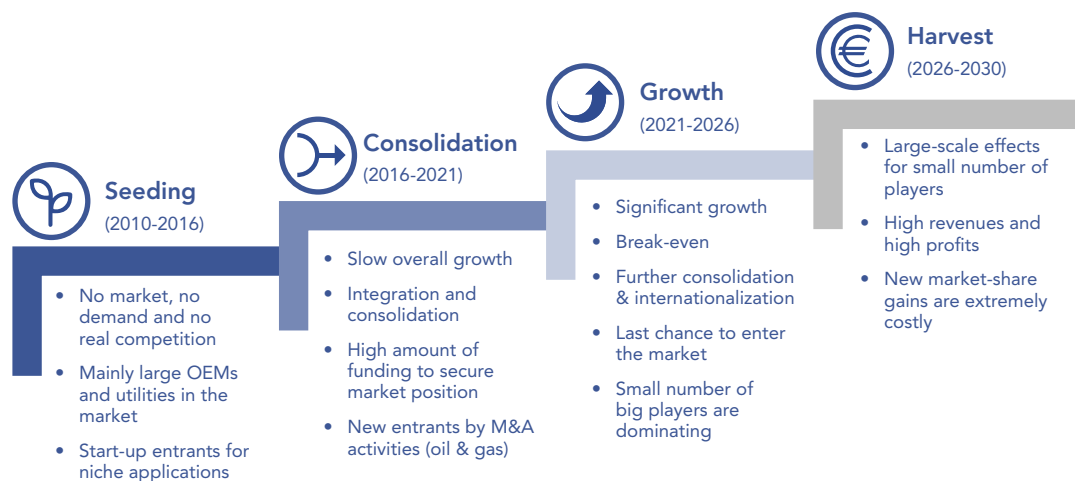 Seeding
(2010-2016)
• No market, no
demand and no
real competition
• Mainly large OEMs
and utilities in the
market
• Start-up entrants for
niche applications
Consolidation
(2016-2021)
• Slow overall growth
• Integration and
consolidation
• High amount of
funding to secure
market position
• New entrants by M&A
activities (oil & gas)
Growth
(2021-2026)
• Significant growth
• Break-even
• Further consolidation
& internationalization
• Last chance to enter
the market
• Small number of
big players are
dominating
€
Harvest
(2026-2030)
• Large-scale effects
for small number of
players
• High revenues and
high profits
• New market-share
gains are extremely
costly